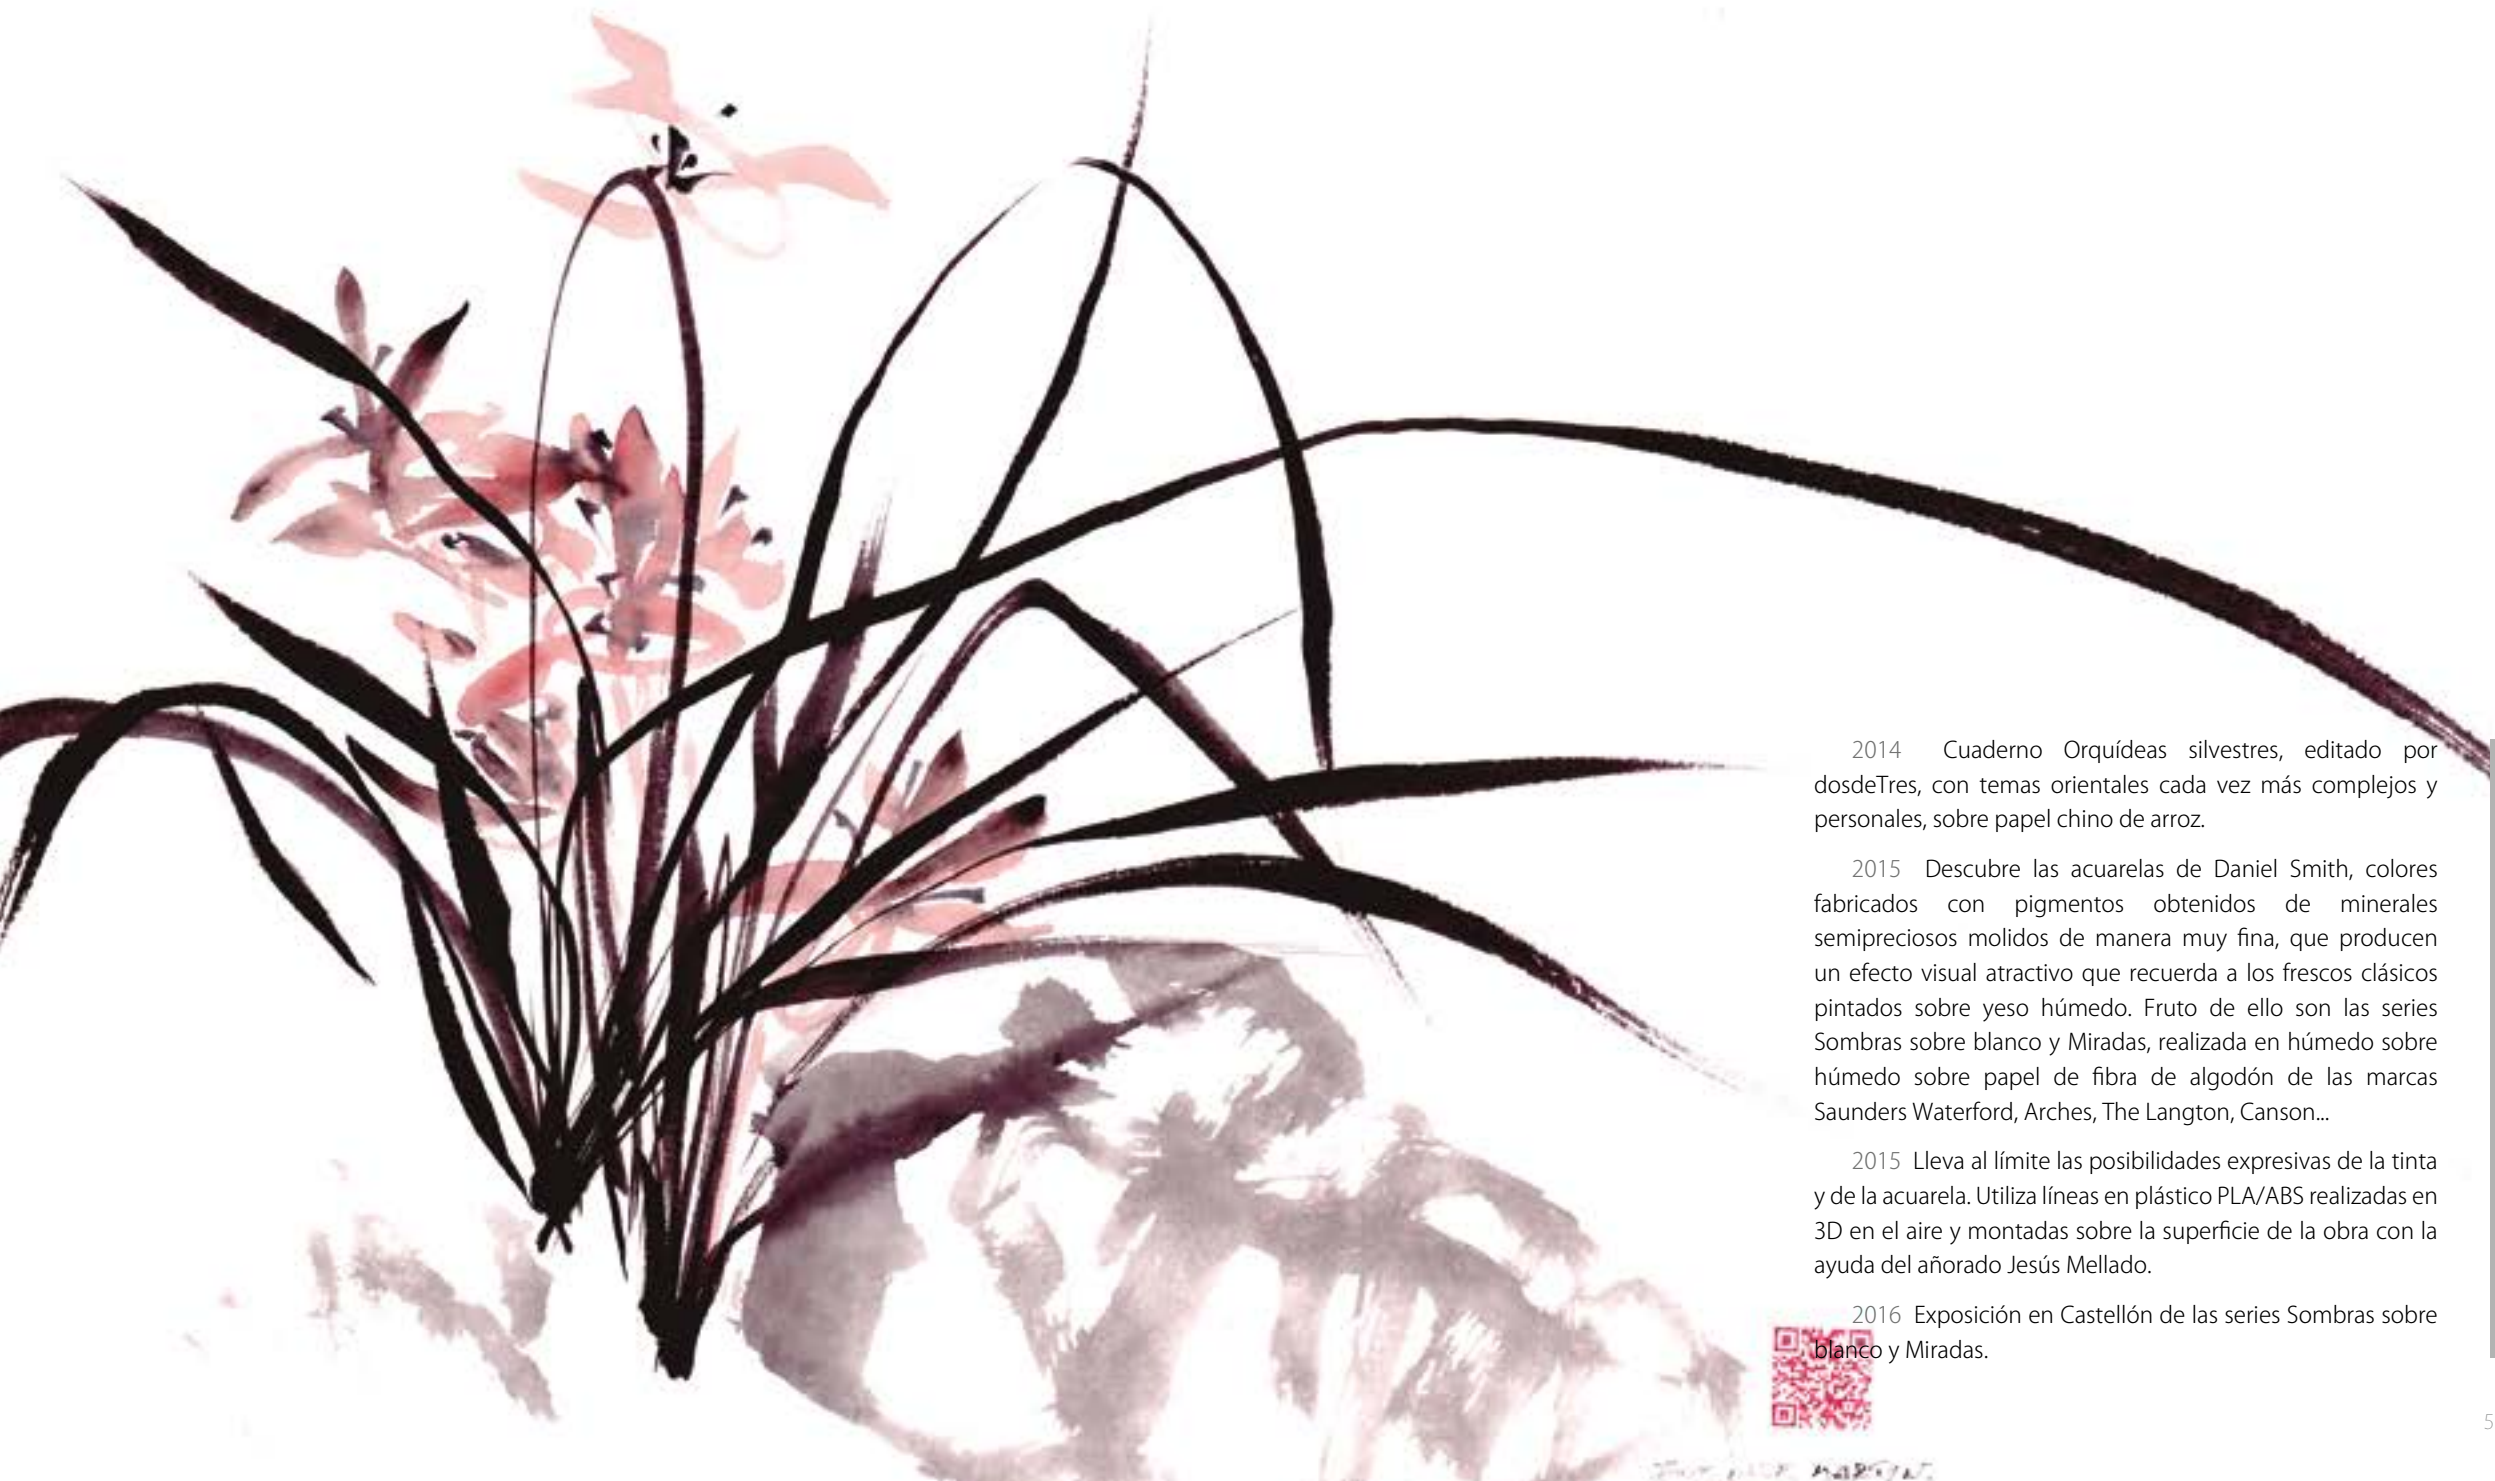 2014 Cuaderno Orquídeas silvestres, editado por
dosdeTres, con temas orientales cada vez más complejos y
personales, sobre papel chino de arroz.
2015 Descubre las acuarelas de Daniel Smith, colores
fabricados con pigmentos obtenidos de minerales
semipreciosos molidos de manera muy fina, que producen
un efecto visual atractivo que recuerda a los frescos clásicos
pintados sobre yeso húmedo. Fruto de ello son las series
Sombras sobre blanco y Miradas, realizada en húmedo sobre
húmedo sobre papel de fibra de algodón de las marcas
Saunders Waterford, Arches, The Langton, Canson...
2015 Lleva al límite las posibilidades expresivas de la tinta
y de la acuarela. Utiliza líneas en plástico PLA/ABS realizadas en
3D en el aire y montadas sobre la superficie de la obra con la
ayuda del añorado Jesús Mellado.
2016 Exposición en Castellón de las series Sombras sobre
blanco y Miradas.
5
MARTIN.